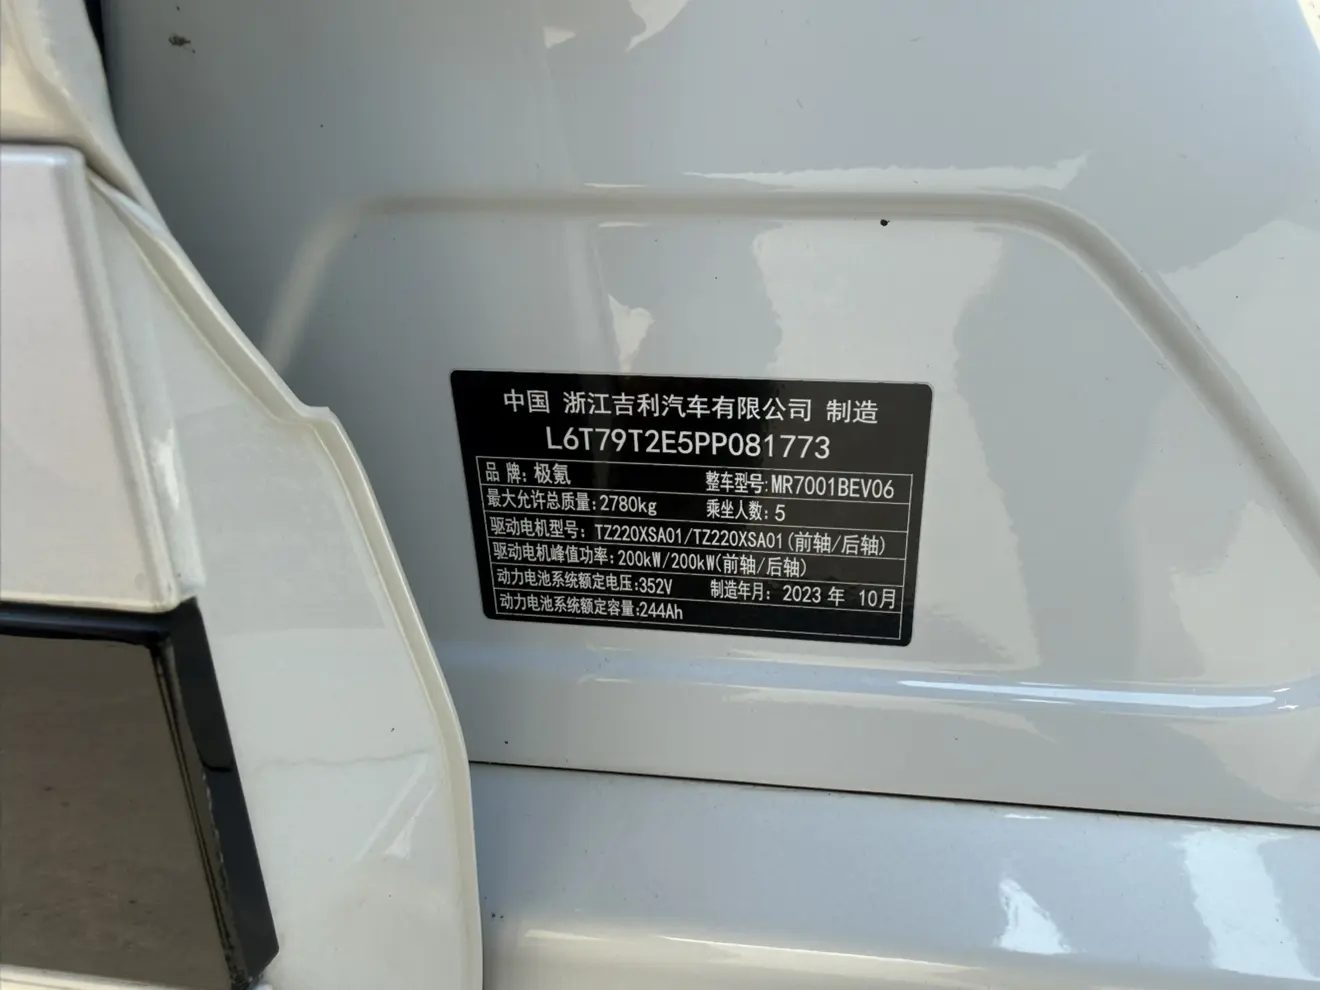 中国 浙江吉利汽车有限公司 制造
L6T79T2E5PP081773
品 牌: 极氪 整车型号:MR7001BEV06
最大允许总质量:2780kg 乘坐人数: 5
驱动电机型号: TZ220XSA01/TZ220XSA01(前轴/后轴)
驱动电机峰值功率:200kW/200kW(前轴/后轴)
动力电池系统额定电压:352V 制造年月: 2023 年 10月
动力电池系统额定容量:244Ah